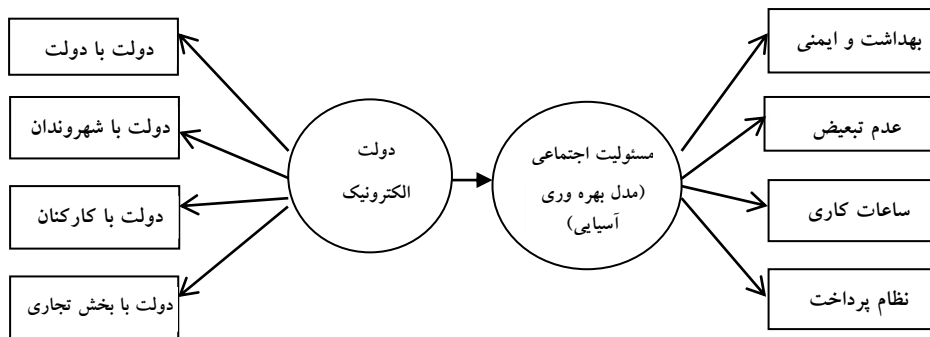 بهداشت و ایمنی
عدم تبعیض
ساعات کاری
نظام پرداخت
مسئولیت اجتماعی
(مدل بهره وری
آسیایی)
دولت
الکترونیک
دولت با دولت
دولت با شهروندان
دولت با کارکنان
دولت با بخش تجاری